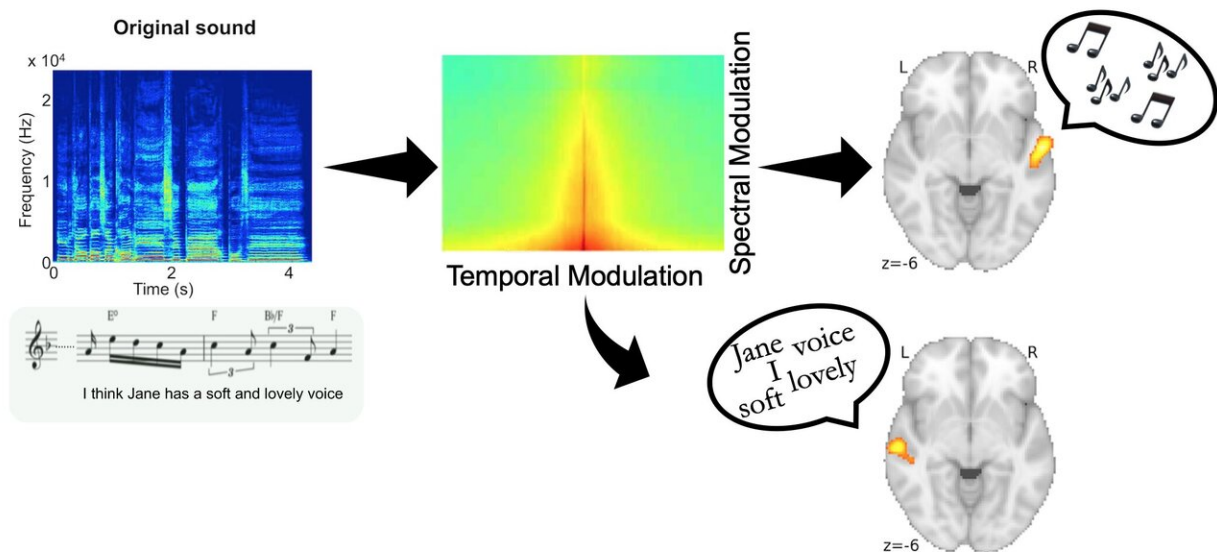 Original sound
x 10⁴
Frequency (Hz)
2
1
0
0
2
4
Time (s)
E⁰
F
B♭/F
F
3
3
I think Jane has a soft and lovely voice
Spectral Modulation
Temporal Modulation
L
R
z=-6
Jane voice
I
soft lovely
L
R
z=-6